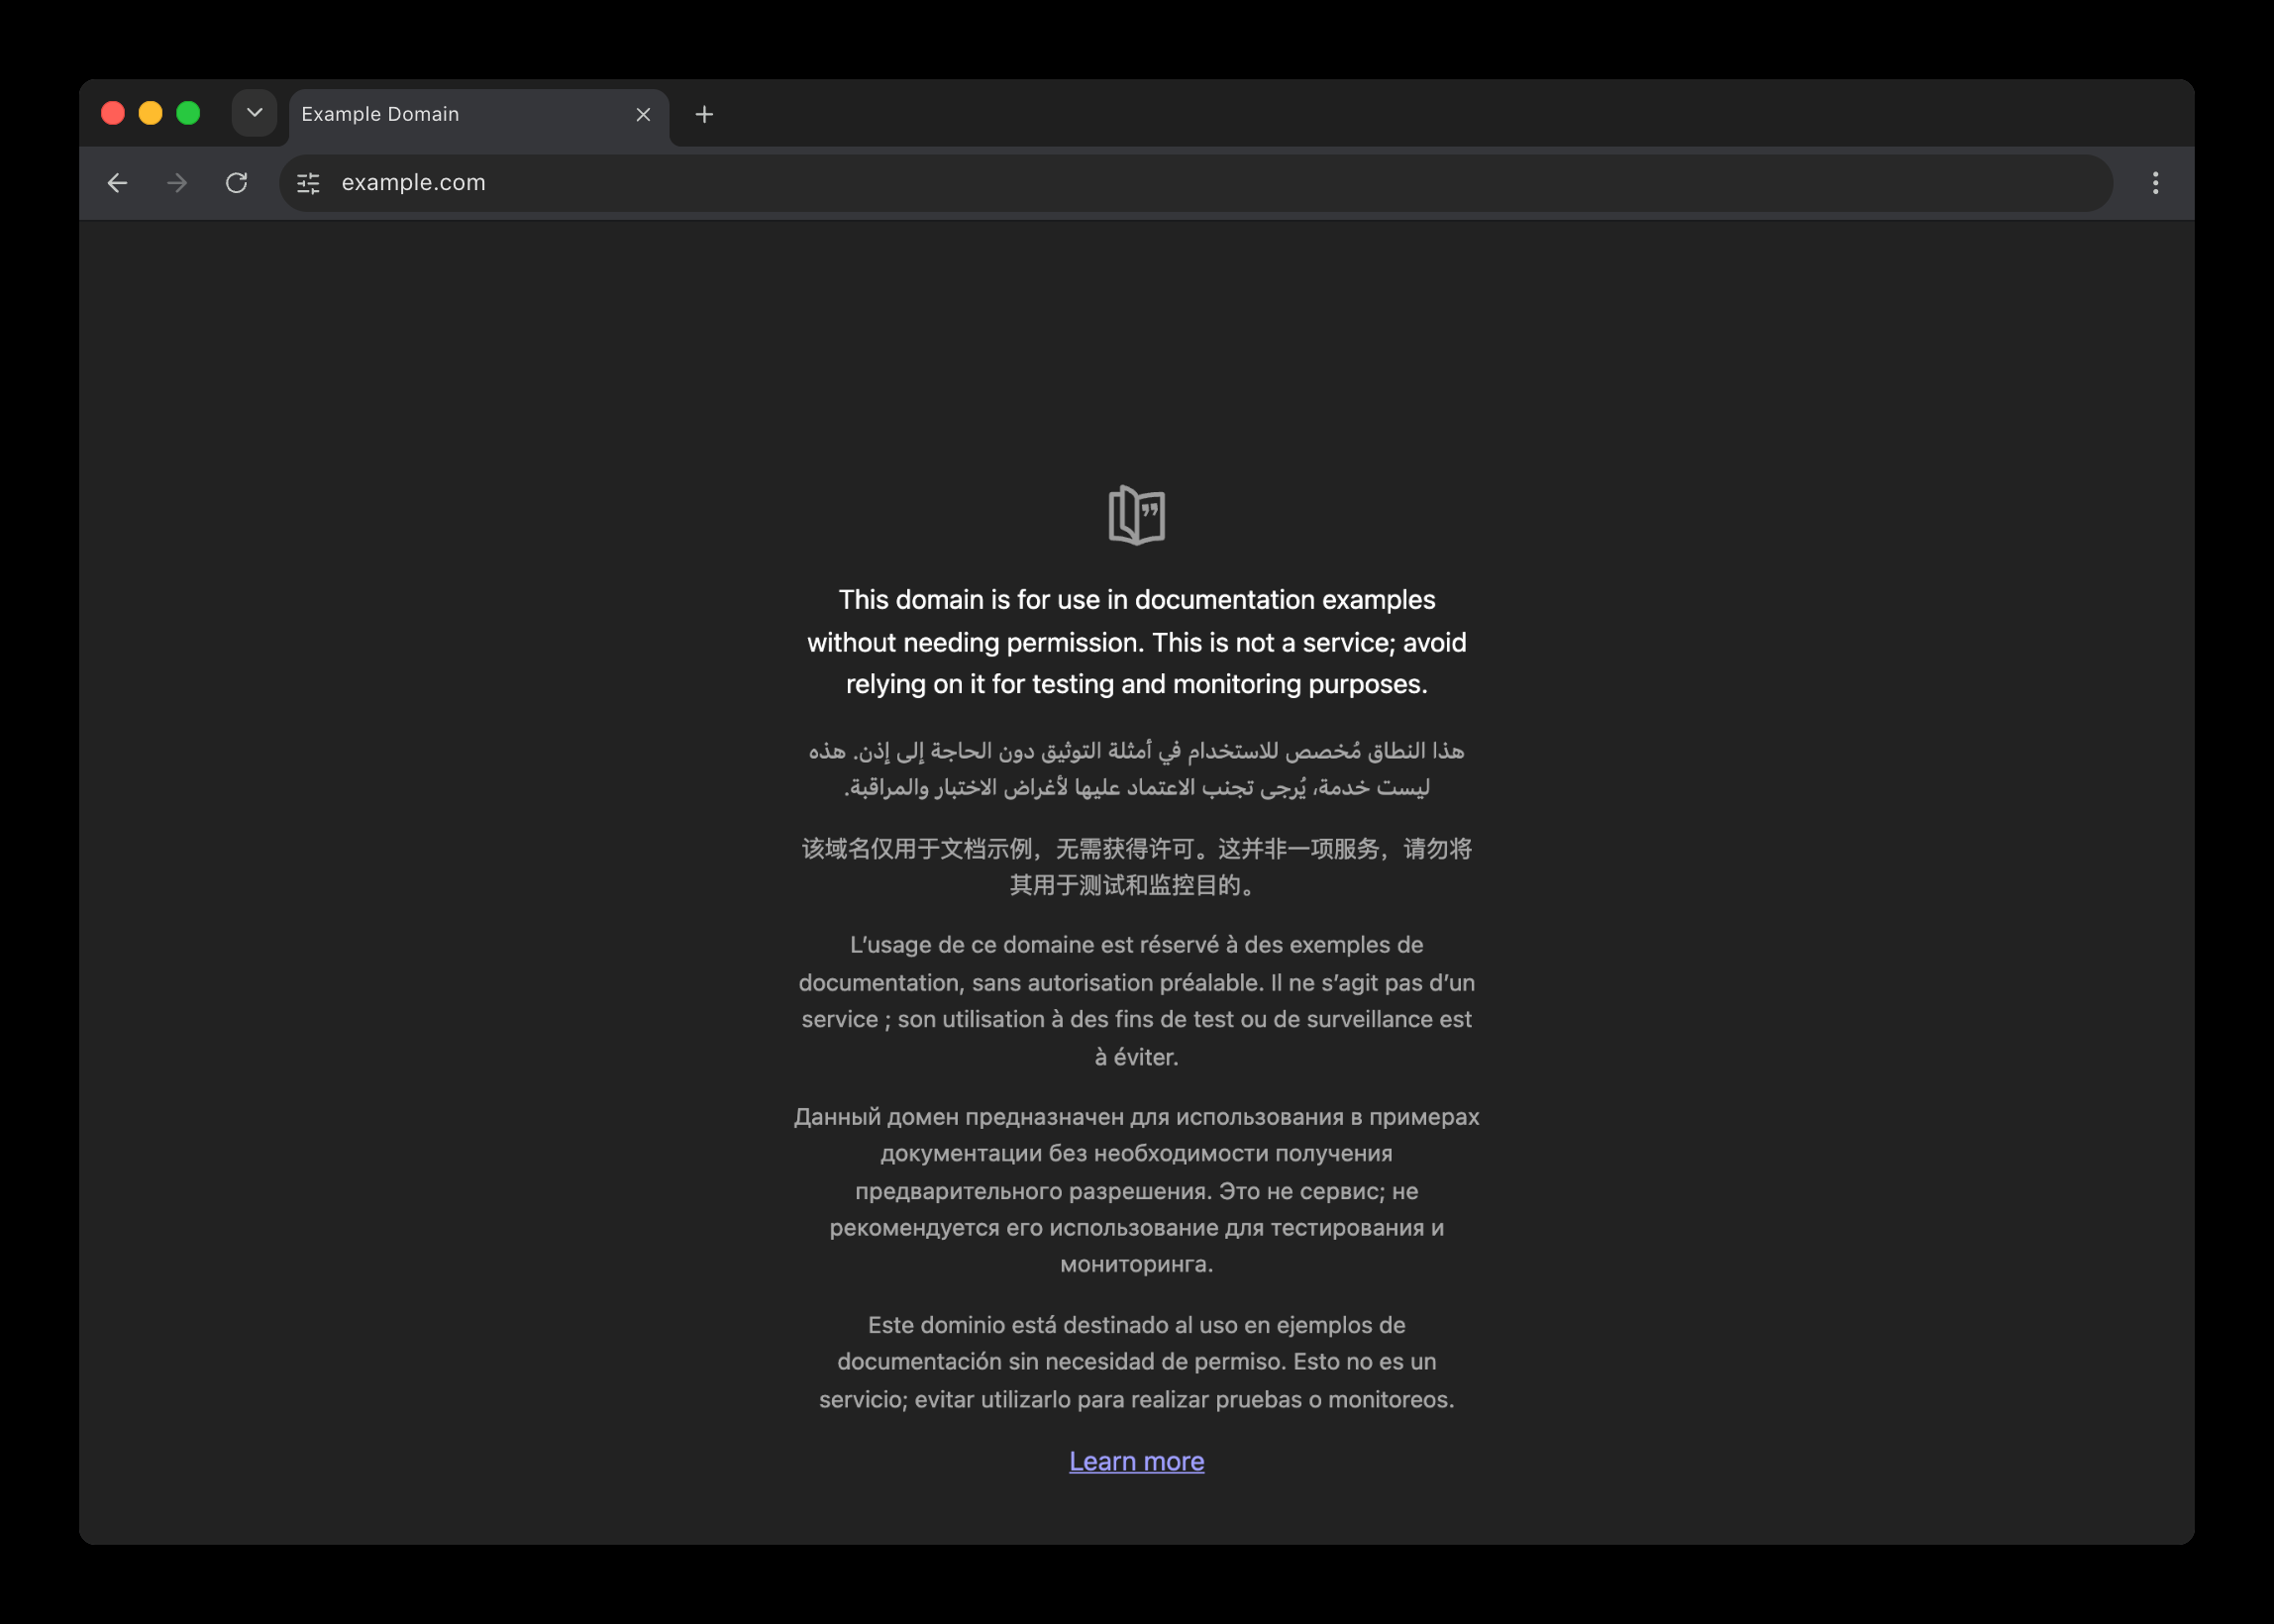 Example Domain
example.com
This domain is for use in documentation examples
without needing permission. This is not a service; avoid
relying on it for testing and monitoring purposes.
هذا النطاق مُخصص للاستخدام في أمثلة التوثيق دون الحاجة إلى إذن. هذه
ليست خدمة، يُرجى تجنب الاعتماد عليها لأغراض الاختبار والمراقبة.
该域名仅用于文档示例，无需获得许可。这并非一项服务，请勿将
其用于测试和监控目的。
L’usage de ce domaine est réservé à des exemples de
documentation, sans autorisation préalable. Il ne s’agit pas d’un
service ; son utilisation à des fins de test ou de surveillance est
à éviter.
Данный домен предназначен для использования в примерах
документации без необходимости получения
предварительного разрешения. Это не сервис; не
рекомендуется его использование для тестирования и
мониторинга.
Este dominio está destinado al uso en ejemplos de
documentación sin necesidad de permiso. Esto no es un
servicio; evitar utilizarlo para realizar pruebas o monitoreos.
Learn more